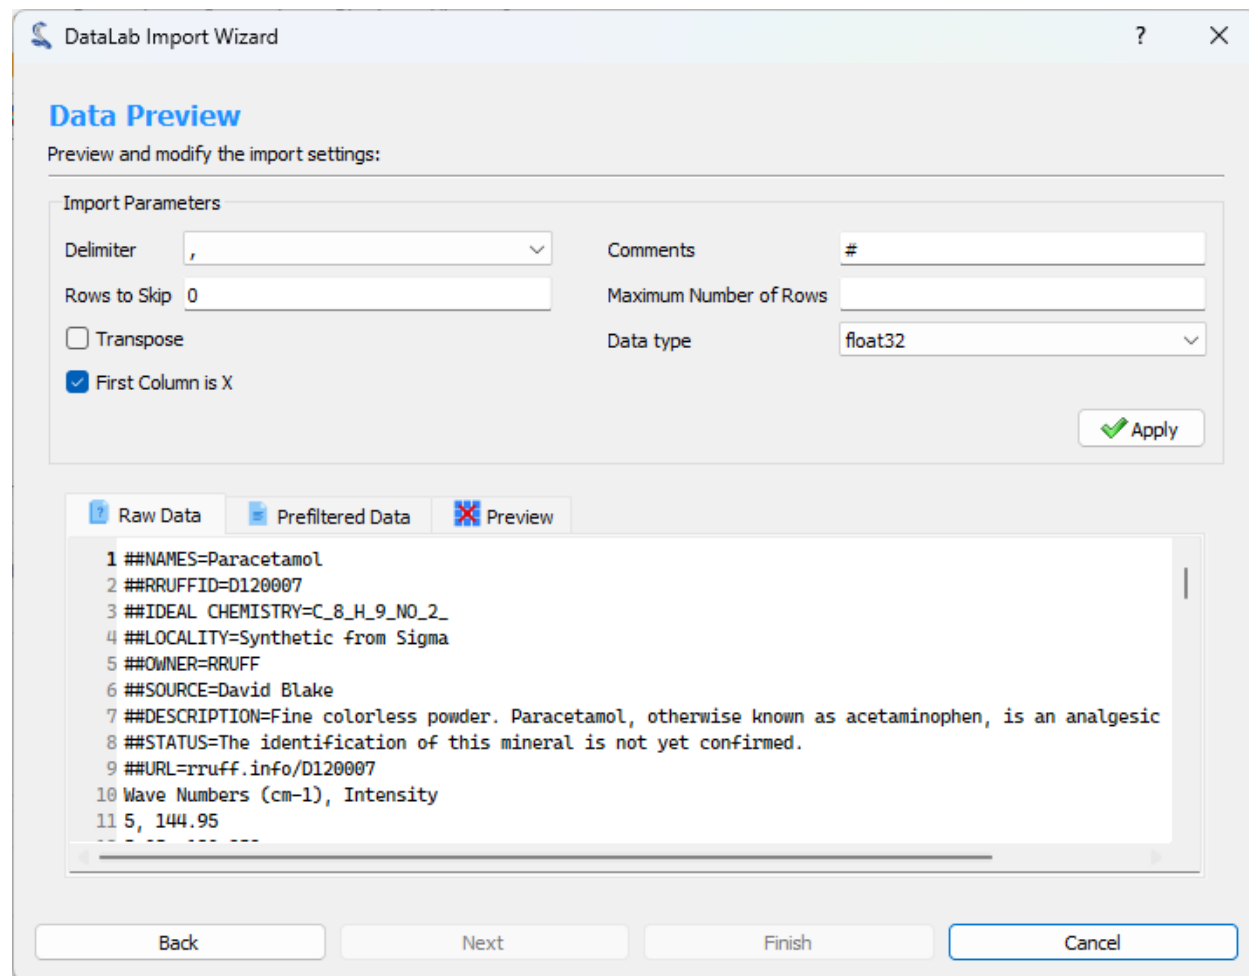 DataLab Import Wizard ?
Data Preview
Preview and modify the import settings:
Import Parameters
Delimiter , Comments #
Rows to Skip 0 Maximum Number of Rows
Transpose Data type float32
First Column is X
Apply
Raw Data Prefiltered Data Preview
1 ##NAMES=Paracetamol
2 ##RRUFFID=D120007
3 ##IDEAL CHEMISTRY=C_8_H_9_NO_2_
4 ##LOCALITY=Synthetic from Sigma
5 ##OWNER=RRUFF
6 ##SOURCE=David Blake
7 ##DESCRIPTION=Fine colorless powder. Paracetamol, otherwise known as acetaminophen, is an analgesic
8 ##STATUS=The identification of this mineral is not yet confirmed.
9 ##URL=rruff.info/D120007
10 Wave Numbers (cm-1), Intensity
11 5, 144.95
Back Next Finish Cancel